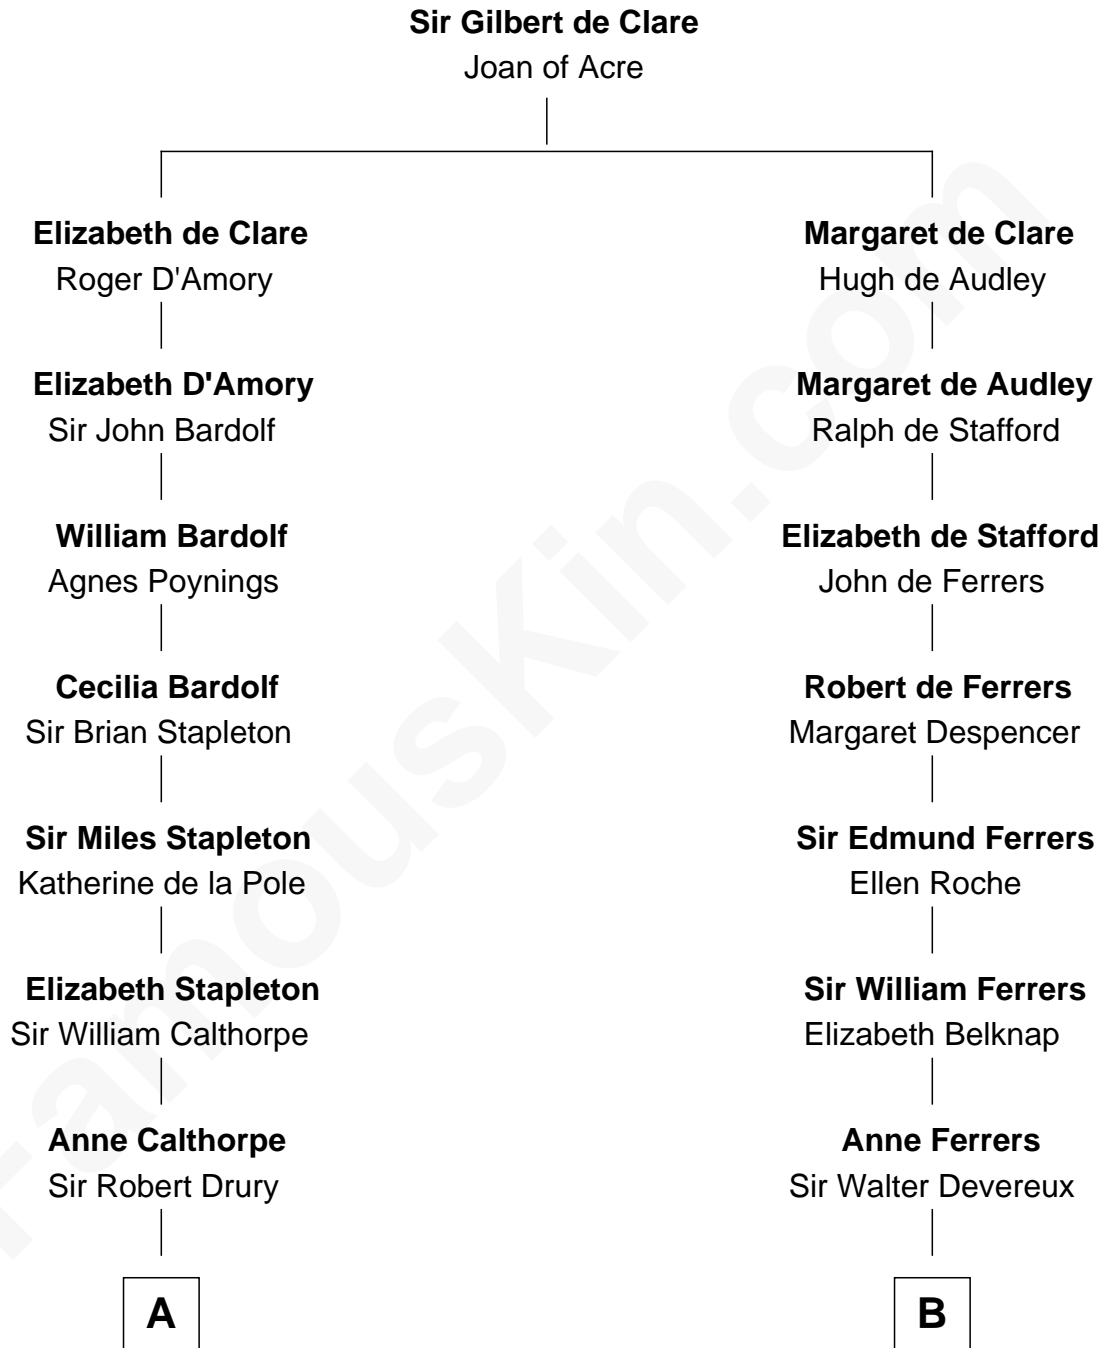 Sir Gilbert de Clare
Joan of Acre
Elizabeth de Clare
Roger D'Amory
Margaret de Clare
Hugh de Audley
Elizabeth D'Amory
Sir John Bardolf
Margaret de Audley
Ralph de Stafford
William Bardolf
Agnes Poynings
Elizabeth de Stafford
John de Ferrers
Cecilia Bardolf
Sir Brian Stapleton
Robert de Ferrers
Margaret Despencer
Sir Miles Stapleton
Katherine de la Pole
Sir Edmund Ferrers
Ellen Roche
Elizabeth Stapleton
Sir William Calthorpe
Sir William Ferrers
Elizabeth Belknap
Anne Calthorpe
Sir Robert Drury
Anne Ferrers
Sir Walter Devereux
A
B
FamousKin.com